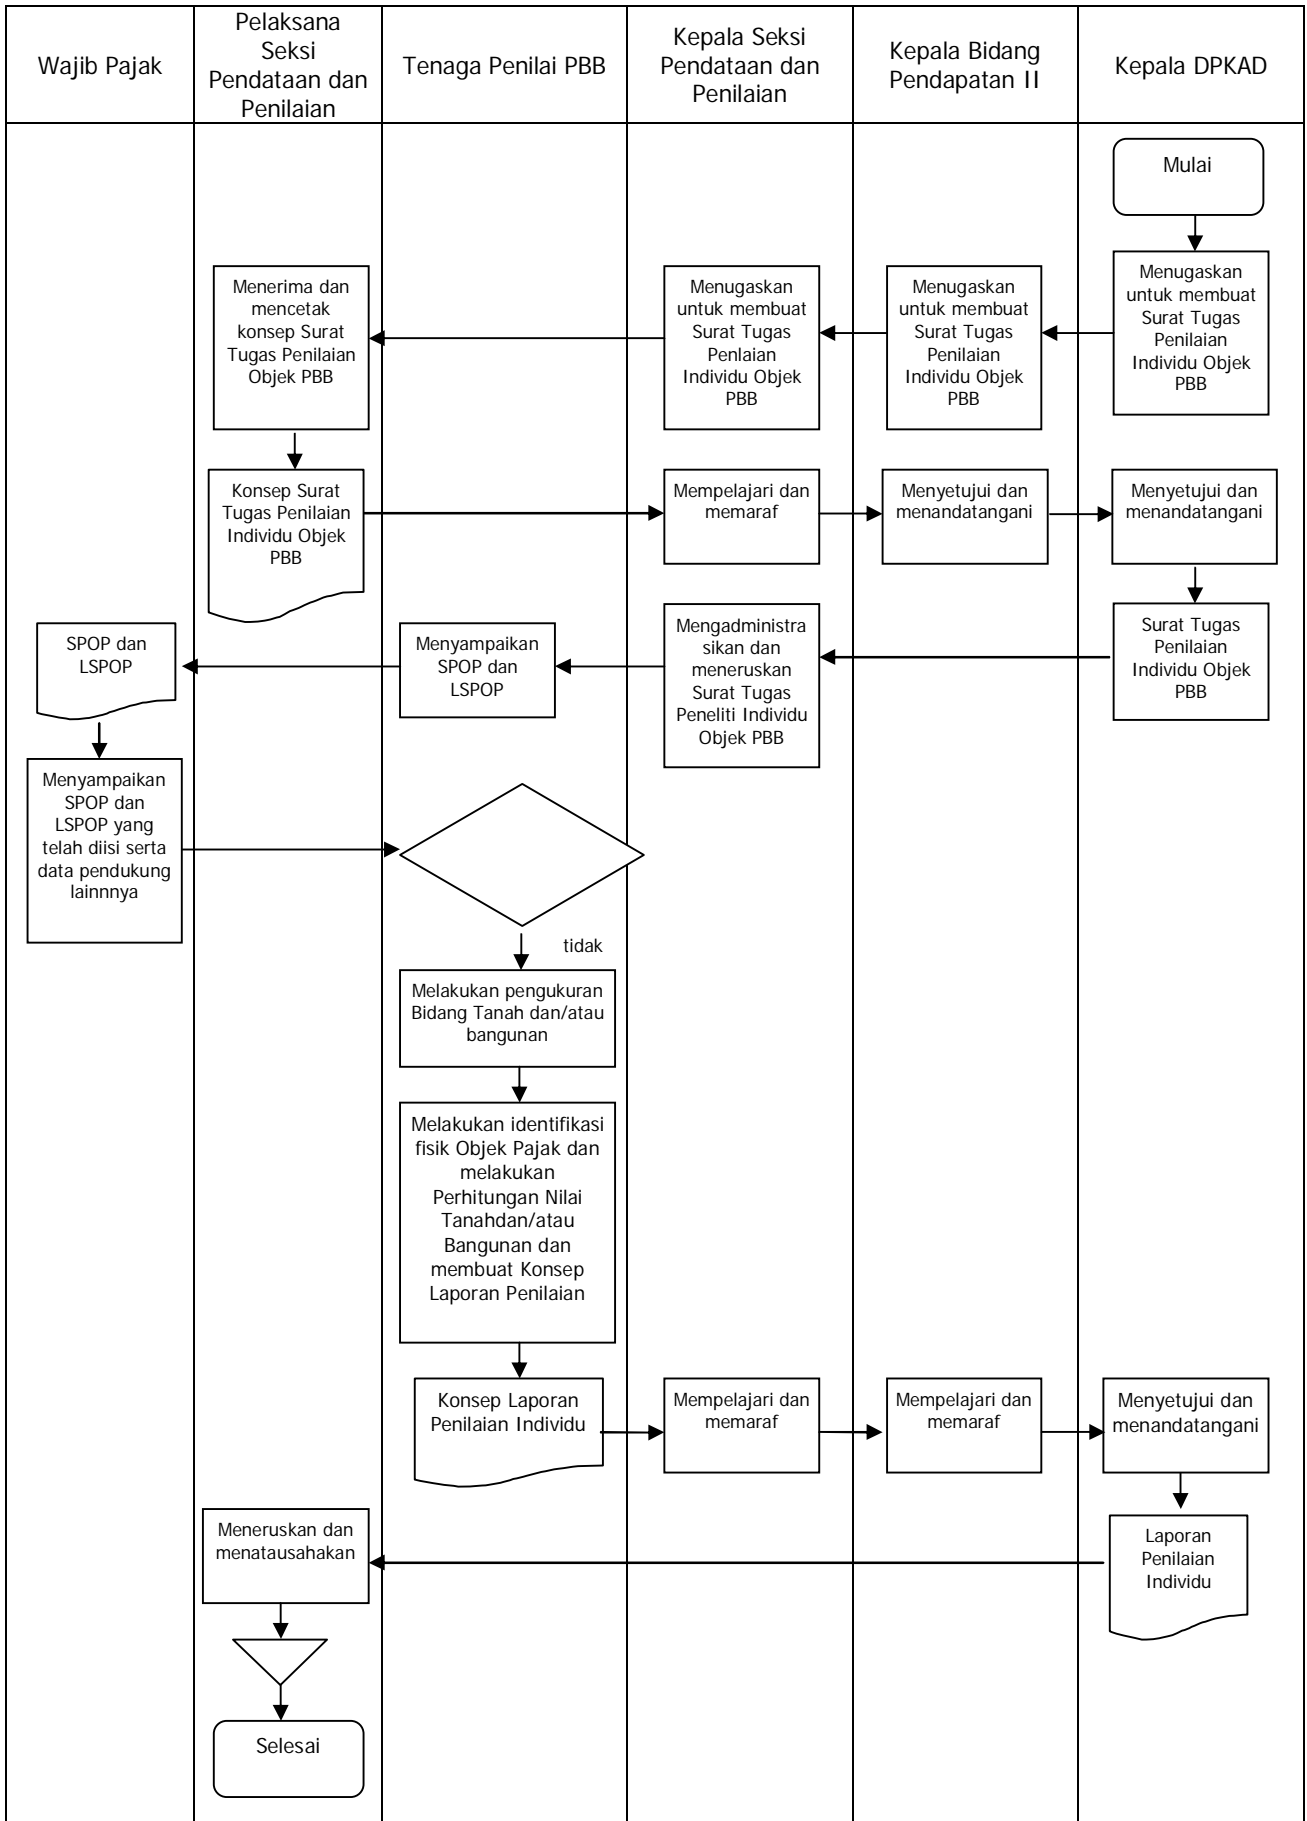 Wajib Pajak
Pelaksana
Seksi
Pendataan dan
Penilaian
Tenaga Penilai PBB
Kepala Seksi
Pendataan dan
Penilaian
Kepala Bidang
Pendapatan II
Kepala DPKAD
Mulai
Menugaskan
untuk membuat
Surat Tugas
Penilaian
Individu Objek
PBB
Menugaskan
untuk membuat
Surat Tugas
Penilaian
Individu Objek
PBB
Menugaskan
untuk membuat
Surat Tugas
Penlaian
Individu Objek
PBB
Menerima dan
mencetak
konsep Surat
Tugas Penilaian
Objek PBB
Konsep Surat
Tugas Penilaian
Individu Objek
PBB
Mempelajari dan
memaraf
Menyetujui dan
menandatangani
Menyetujui dan
menandatangani
Surat Tugas
Penilaian
Individu Objek
PBB
Mengadministra
sikan dan
meneruskan
Surat Tugas
Peneliti Individu
Objek PBB
Menyampaikan
SPOP dan
LSPOP
SPOP dan
LSPOP
Menyampaikan
SPOP dan
LSPOP yang
telah diisi serta
data pendukung
lainnnya
tidak
Melakukan pengukuran
Bidang Tanah dan/atau
bangunan
Melakukan identifikasi
fisik Objek Pajak dan
melakukan
Perhitungan Nilai
Tanahdan/atau
Bangunan dan
membuat Konsep
Laporan Penilaian
Konsep Laporan
Penilaian Individu
Mempelajari dan
memaraf
Mempelajari dan
memaraf
Menyetujui dan
menandatangani
Laporan
Penilaian
Individu
Meneruskan dan
menatausahakan
Selesai